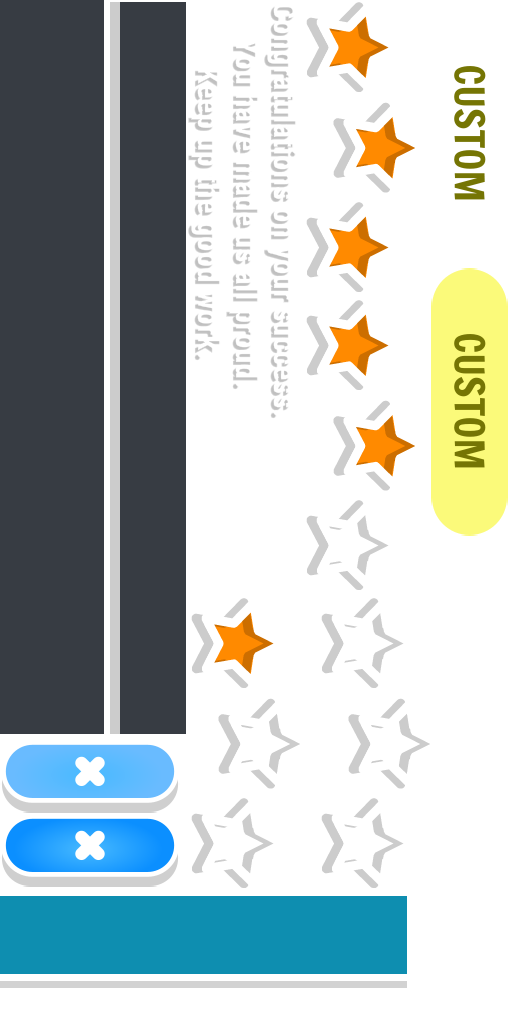 CUSTOM
CUSTOM
Congratulations on your success.
You have made us all proud.
Keep up the good work.